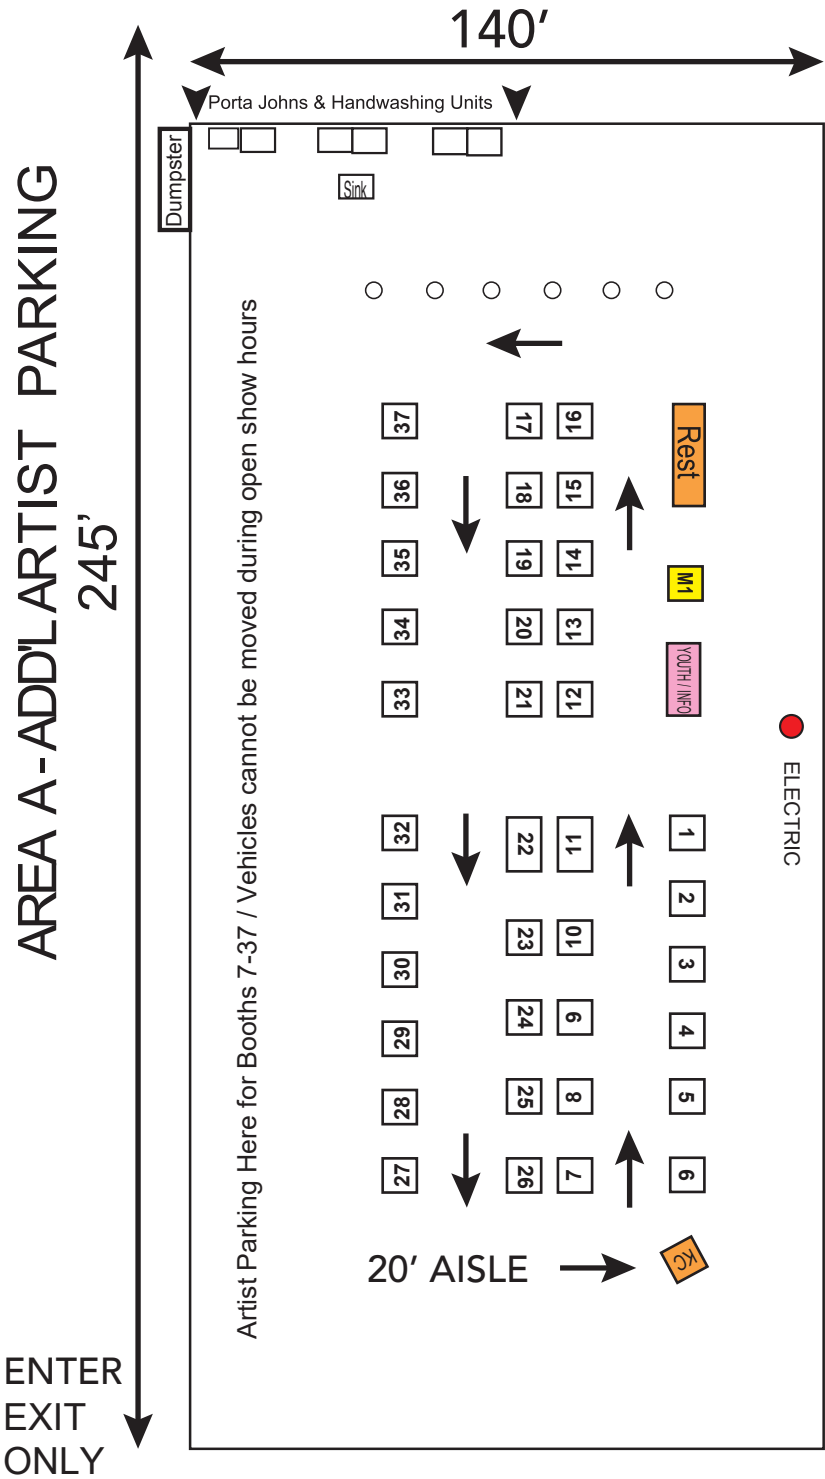 140’
Porta Johns & Handwashing Units
Dumpster
Sink
AREA A - ADD'L ARTIST PARKING
245’
Artist Parking Here for Booths 7-37 / Vehicles cannot be moved during open show hours
37
17
16
Rest
36
18
15
35
19
14
M1
34
20
13
YOUTH / INFO
33
21
12
ELECTRIC
32
22
11
1
31
2
23
10
30
3
24
9
29
4
28
25
8
5
27
26
7
6
KC
20’ AISLE
ENTER
EXIT
ONLY